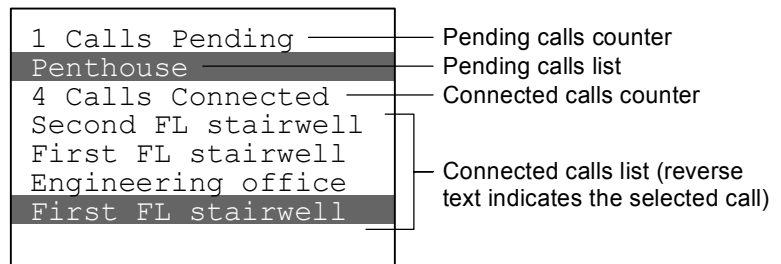 1 Calls Pending
Penthouse
4 Calls Connected
Second FL stairwell
First FL stairwell
Engineering office
First FL stairwell
Pending calls counter
Pending calls list
Connected calls counter
Connected calls list (reverse
text indicates the selected call)